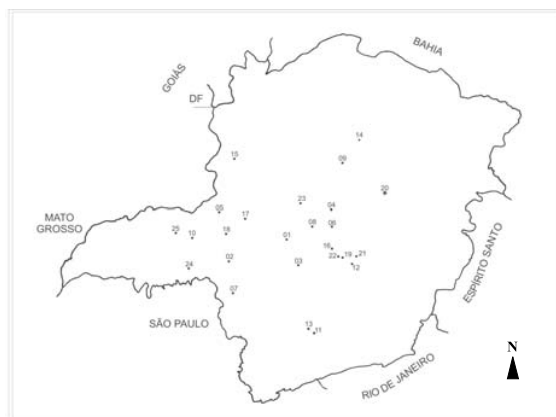 BAHIA
GOIÁS
DF
14
15
09
20
23
04
05
17
MATO
GROSSO
08
06
25
10
18
01
16
22
19
21
12
02
03
24
ESPÍRITO SANTO
07
SÃO PAULO
13
11
N
RIO DE JANEIRO